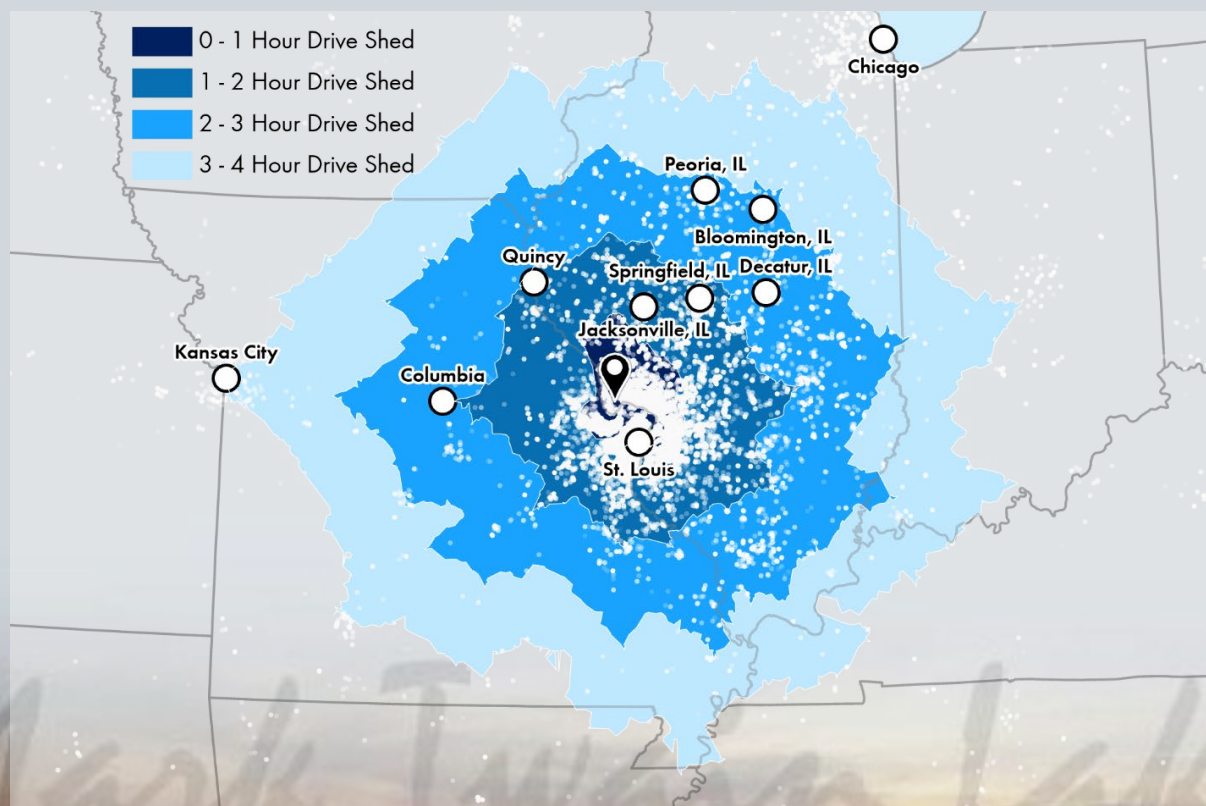 0 - 1 Hour Drive Shed
1 - 2 Hour Drive Shed
2 - 3 Hour Drive Shed
3 - 4 Hour Drive Shed
Chicago
Peoria, IL
Bloomington, IL
Quincy
Springfield, IL
Decatur, IL
Jacksonville, IL
Kansas City
Columbia
St. Louis